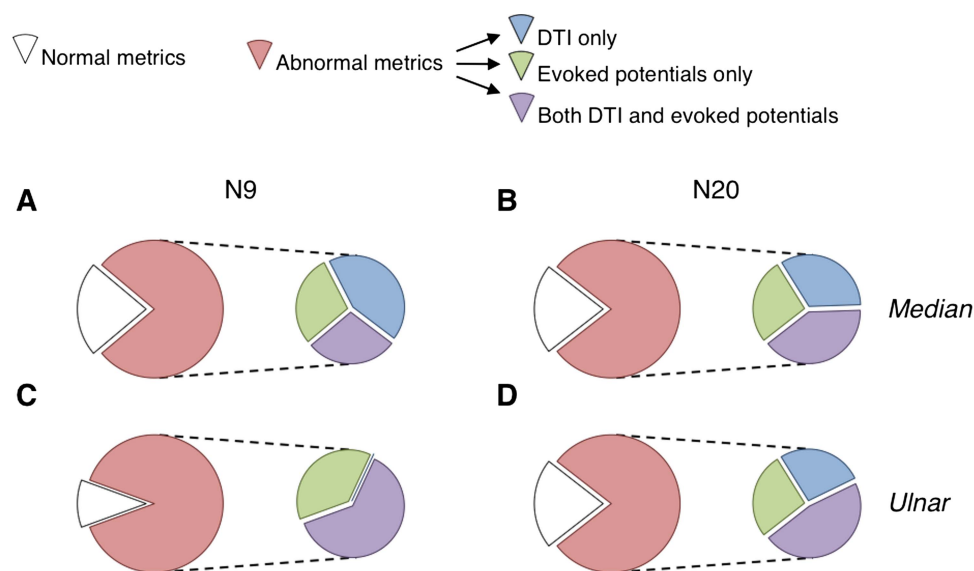 Normal metrics
Abnormal metrics
DTI only
Evoked potentials only
Both DTI and evoked potentials
N9
N20
A
B
Median
C
D
Ulnar